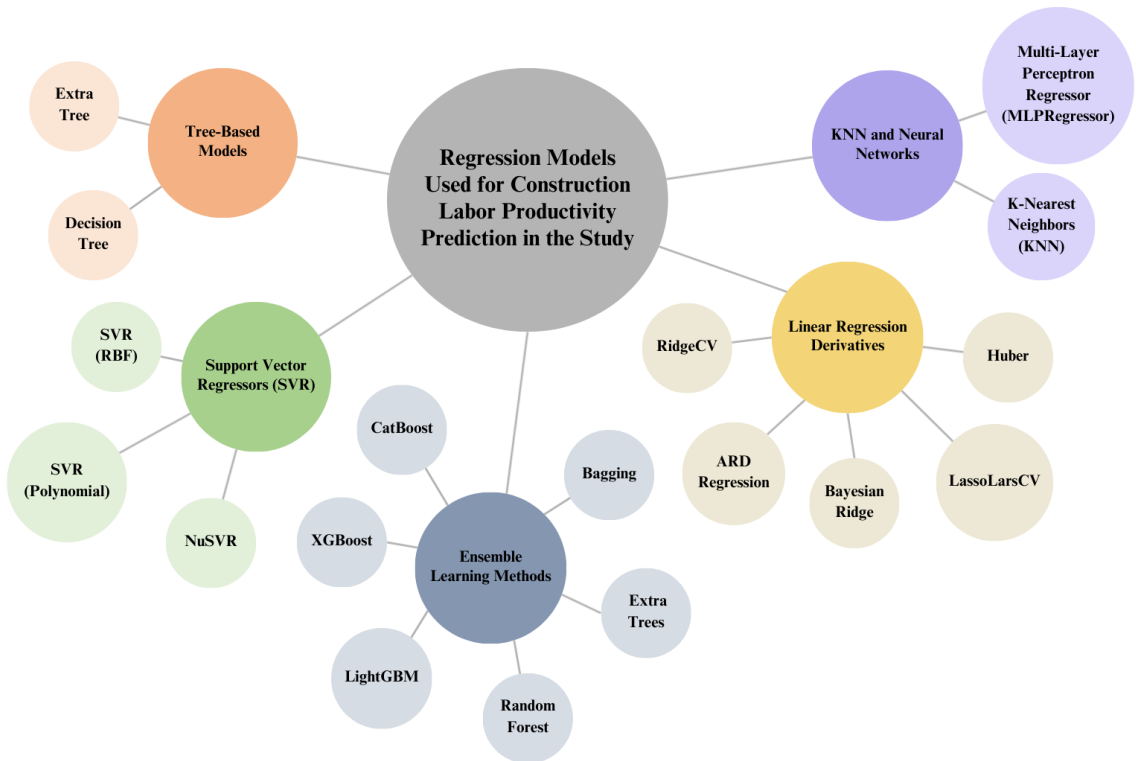 Regression Models
Used for Construction
Labor Productivity
Prediction in the Study
Tree-Based
Models
Extra
Tree
Decision
Tree
Support Vector
Regressors (SVR)
SVR
(RBF)
SVR
(Polynomial)
NuSVR
Ensemble
Learning Methods
CatBoost
XGBoost
LightGBM
Random
Forest
Extra
Trees
Bagging
Linear Regression
Derivatives
RidgeCV
ARD
Regression
Bayesian
Ridge
LassoLarsCV
Huber
KNN and Neural
Networks
Multi-Layer
Perceptron
Regressor
(MLPRegressor)
K-Nearest
Neighbors
(KNN)